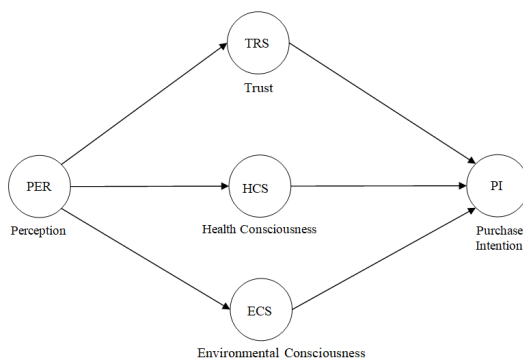 TRS
Trust
PER
Perception
HCS
Health Consciousness
PI
Purchase
Intention
ECS
Environmental Consciousness